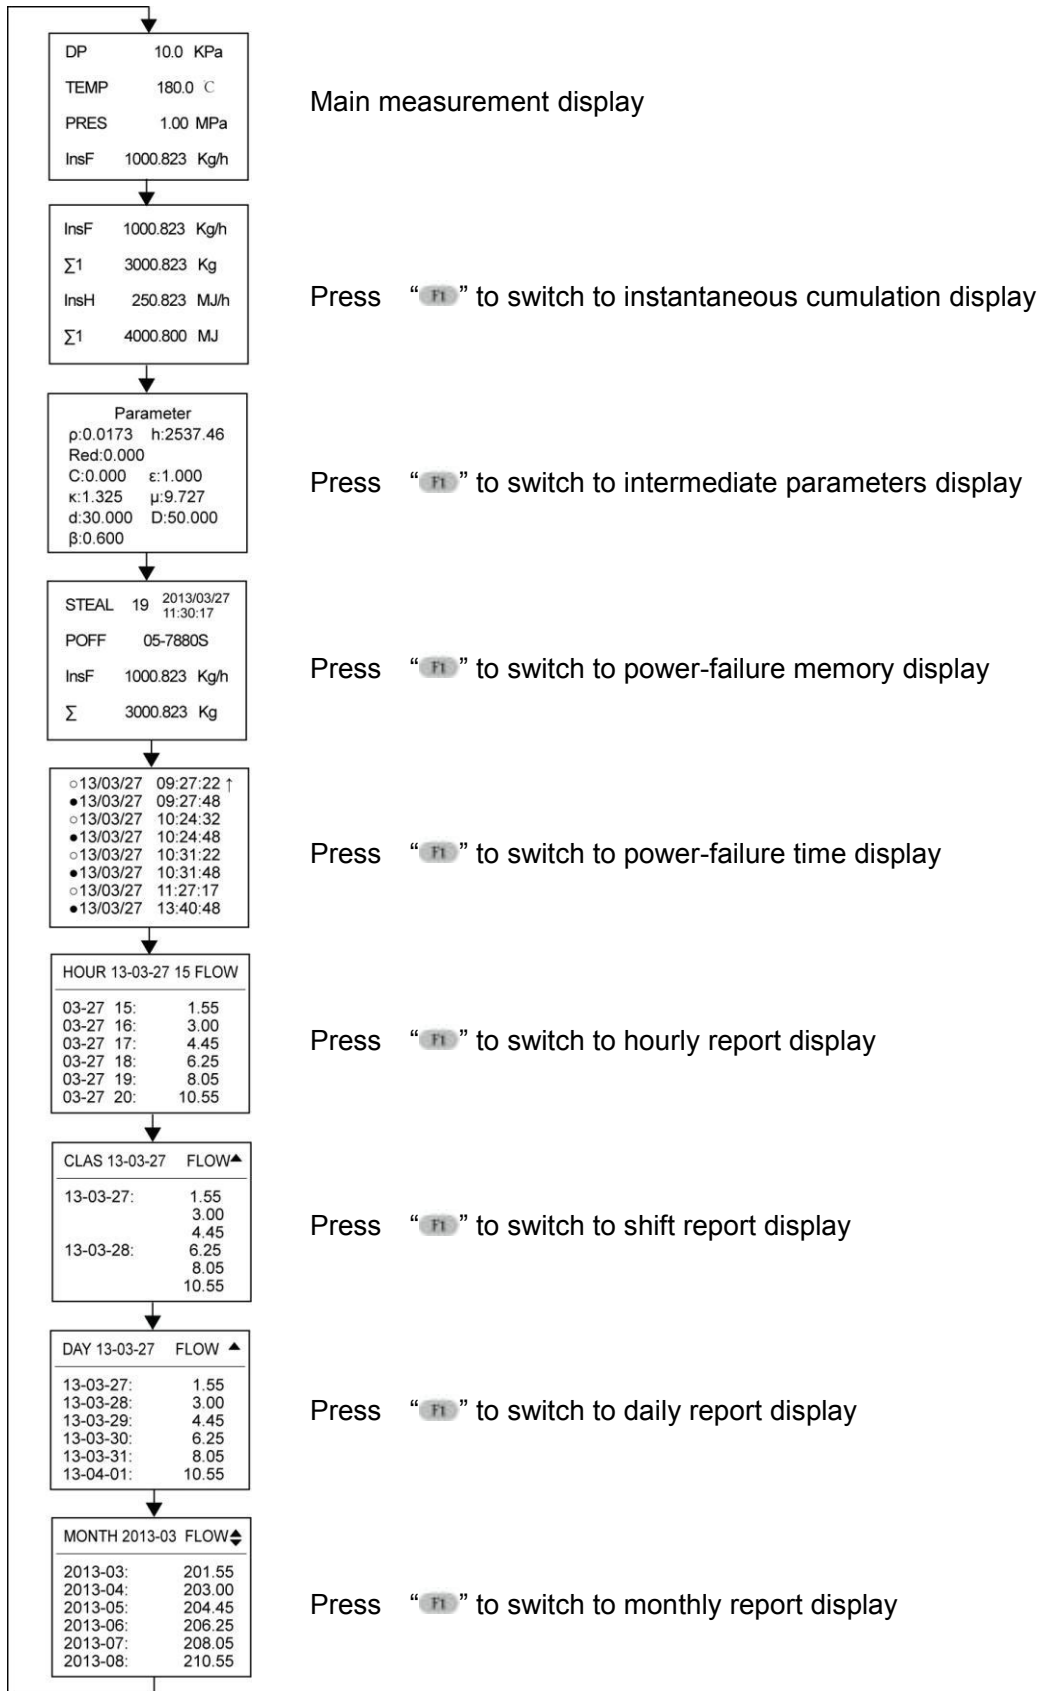 DP 10.0 KPa
TEMP 180.0 ℃
PRES 1.00 MPa
InsF 1000.823 Kg/h
Main measurement display
InsF 1000.823 Kg/h
∑1 3000.823 Kg
InsH 250.823 MJ/h
∑1 4000.800 MJ
Press “F1” to switch to instantaneous cumulation display
Parameter
ρ:0.0173 h:2537.46
Red:0.000
C:0.000 ε:1.000
κ:1.325 μ:9.727
d:30.000 D:50.000
β:0.600
Press “F1” to switch to intermediate parameters display
STEAL 19 2013/03/27
11:30:17
POFF 05-7880S
InsF 1000.823 Kg/h
∑ 3000.823 Kg
Press “F1” to switch to power-failure memory display
○13/03/27 09:27:22 ↑
●13/03/27 09:27:48
○13/03/27 10:24:32
●13/03/27 10:24:48
○13/03/27 10:31:22
●13/03/27 10:31:48
○13/03/27 11:27:17
●13/03/27 13:40:48
Press “F1” to switch to power-failure time display
HOUR 13-03-27 15 FLOW
03-27 15: 1.55
03-27 16: 3.00
03-27 17: 4.45
03-27 18: 6.25
03-27 19: 8.05
03-27 20: 10.55
Press “F1” to switch to hourly report display
CLAS 13-03-27 FLOW▲
13-03-27: 1.55
3.00
4.45
13-03-28: 6.25
8.05
10.55
Press “F1” to switch to shift report display
DAY 13-03-27 FLOW ▲
13-03-27: 1.55
13-03-28: 3.00
13-03-29: 4.45
13-03-30: 6.25
13-03-31: 8.05
13-04-01: 10.55
Press “F1” to switch to daily report display
MONTH 2013-03 FLOW◆
2013-03: 201.55
2013-04: 203.00
2013-05: 204.45
2013-06: 206.25
2013-07: 208.05
2013-08: 210.55
Press “F1” to switch to monthly report display